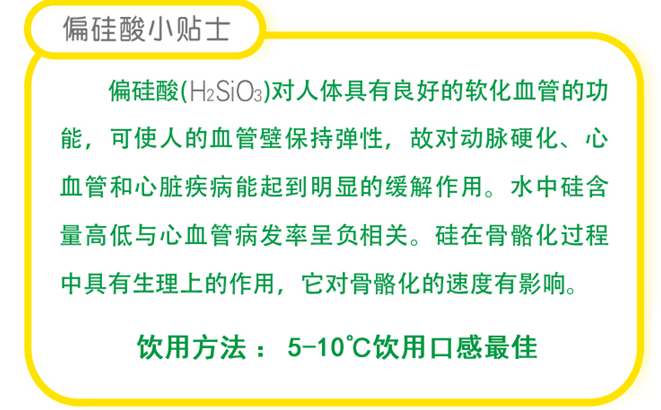 偏硅酸小贴士
偏硅酸(H₂SiO₃)对人体具有良好的软化血管的功
能，可使人的血管壁保持弹性，故对动脉硬化、心
血管和心脏疾病能起到明显的缓解作用。水中硅含
量高低与心血管病发率呈负相关。硅在骨骼化过程
中具有生理上的作用，它对骨骼化的速度有影响。
饮用方法： 5-10℃饮用口感最佳